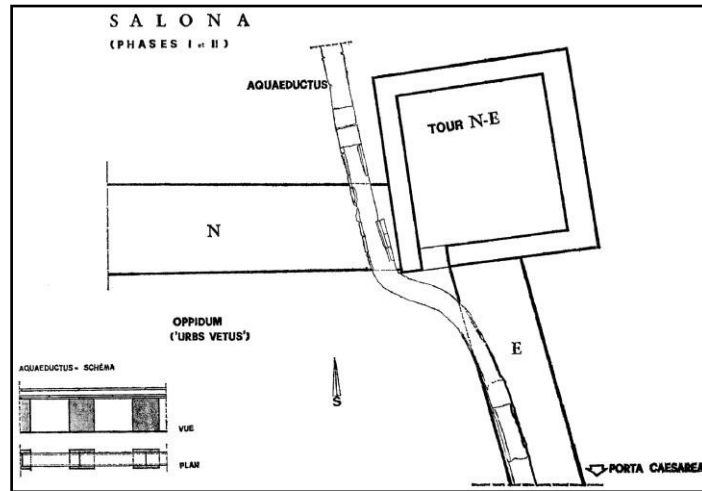 SALONA
(PHASES I et II)
AQUAEDUCTUS
TOUR N-E
N
OPPIDUM
('URBS VETUS')
E
AQUAEDUCTUS - SCHÉMA
S
VUE
PLAN
PORTA CAESAREA